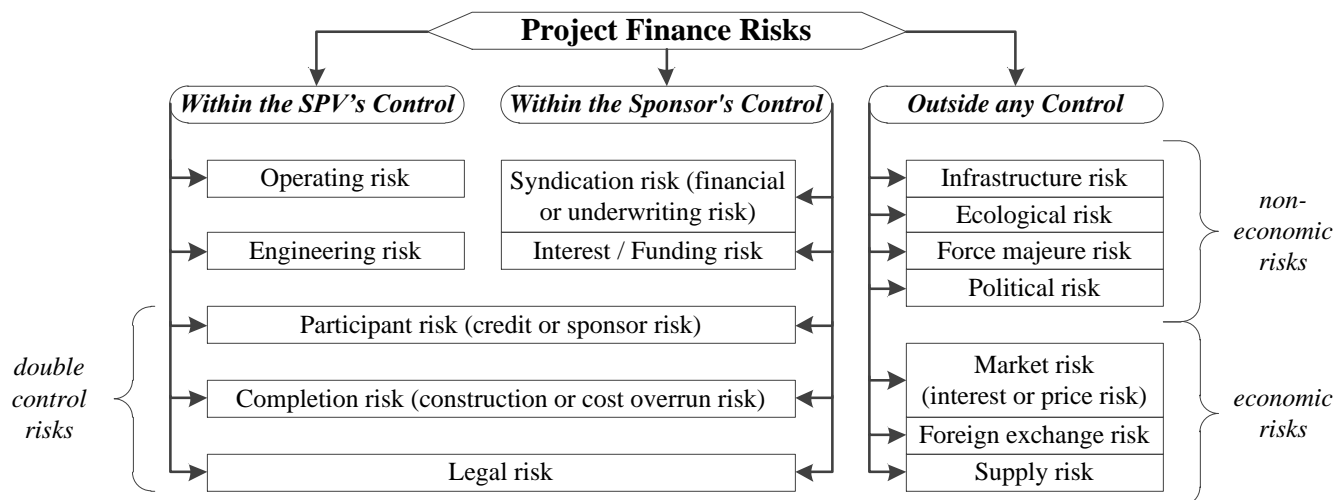 Project Finance Risks
Within the SPV's Control
Within the Sponsor's Control
Outside any Control
Operating risk
Engineering risk
Syndication risk (financial
or underwriting risk)
Interest / Funding risk
Participant risk (credit or sponsor risk)
Completion risk (construction or cost overrun risk)
Legal risk
double
control
risks
Infrastructure risk
Ecological risk
Force majeure risk
Political risk
non-
economic
risks
Market risk
(interest or price risk)
Foreign exchange risk
Supply risk
economic
risks